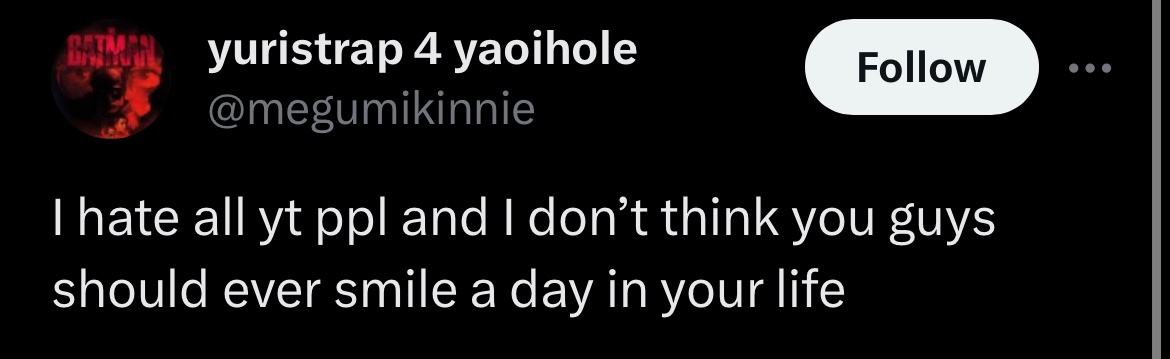 BATMAN
yuristrap 4 yaoihole
Follow
@megumikinnie
I hate all yt ppl and I don’t think you guys
should ever smile a day in your life